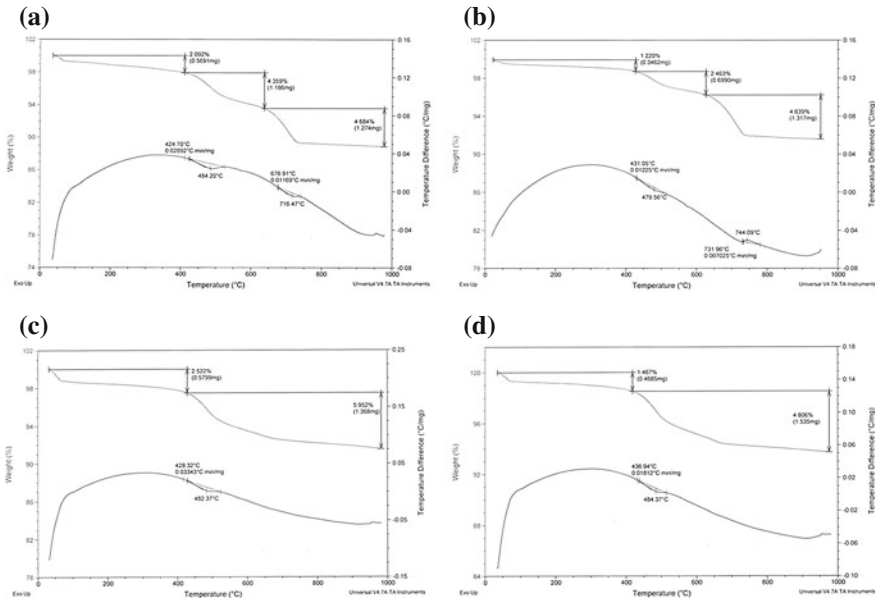 (a)
102
98
94
90
86
82
78
74
Weight (%)
0.16
0.12
0.08
0.04
0.00
-0.04
-0.08
Temperature Difference (°C/mg)
2.092%
(0.5691mg)
4.359%
(1.186mg)
4.684%
(1.274mg)
424.70°C
0.02892°C min/mg
484.29°C
676.91°C
0.01169°C min/mg
718.47°C
0
200
400
600
800
1000
Exo Up
Temperature (°C)
Universal V4.7A TA Instruments
(b)
102
98
94
90
86
82
78
Weight (%)
0.16
0.12
0.08
0.04
0.00
-0.04
-0.08
Temperature Difference (°C/mg)
1.220%
(0.3462mg)
2.463%
(0.6990mg)
4.639%
(1.317mg)
431.05°C
0.01225°C min/mg
479.56°C
744.09°C
731.96°C
0.007025°C min/mg
0
200
400
600
800
1000
Exo Up
Temperature (°C)
Universal V4.7A TA Instruments
(c)
102
98
94
90
86
82
78
Weight (%)
0.25
0.15
0.05
-0.05
-0.15
Temperature Difference (°C/mg)
2.522%
(0.5799mg)
5.952%
(1.368mg)
428.32°C
0.03343°C min/mg
482.37°C
0
200
400
600
800
1000
Exo Up
Temperature (°C)
Universal V4.7A TA Instruments
(d)
100
96
92
87
84
Weight (%)
0.18
0.14
0.10
0.06
0.02
-0.02
-0.06
-0.10
Temperature Difference (°C/mg)
1.467%
(0.4685mg)
4.806%
(1.535mg)
436.94°C
0.01812°C min/mg
484.37°C
0
200
400
600
800
1000
Exo Up
Temperature (°C)
Universal V4.7A TA Instruments